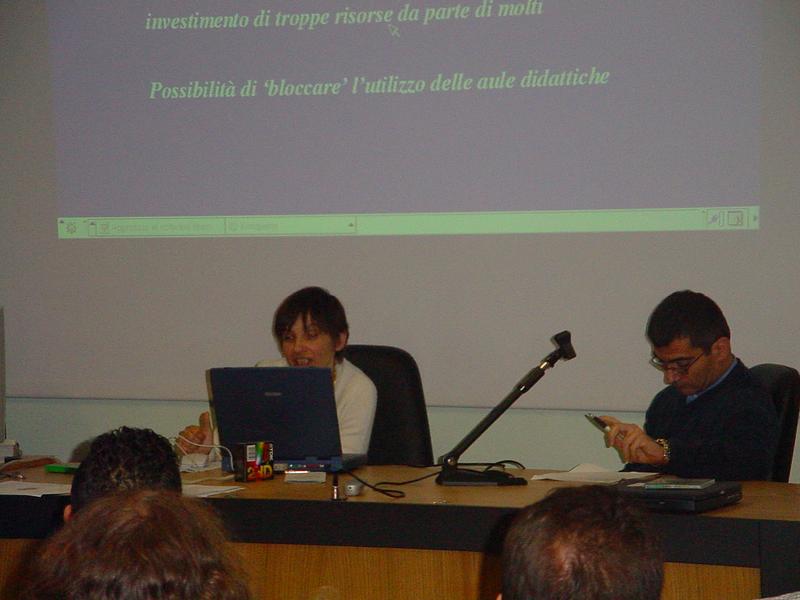 investimento di troppe risorse da parte di molti
Possibilità di ‘bloccare’ l’utilizzo delle aule didattiche